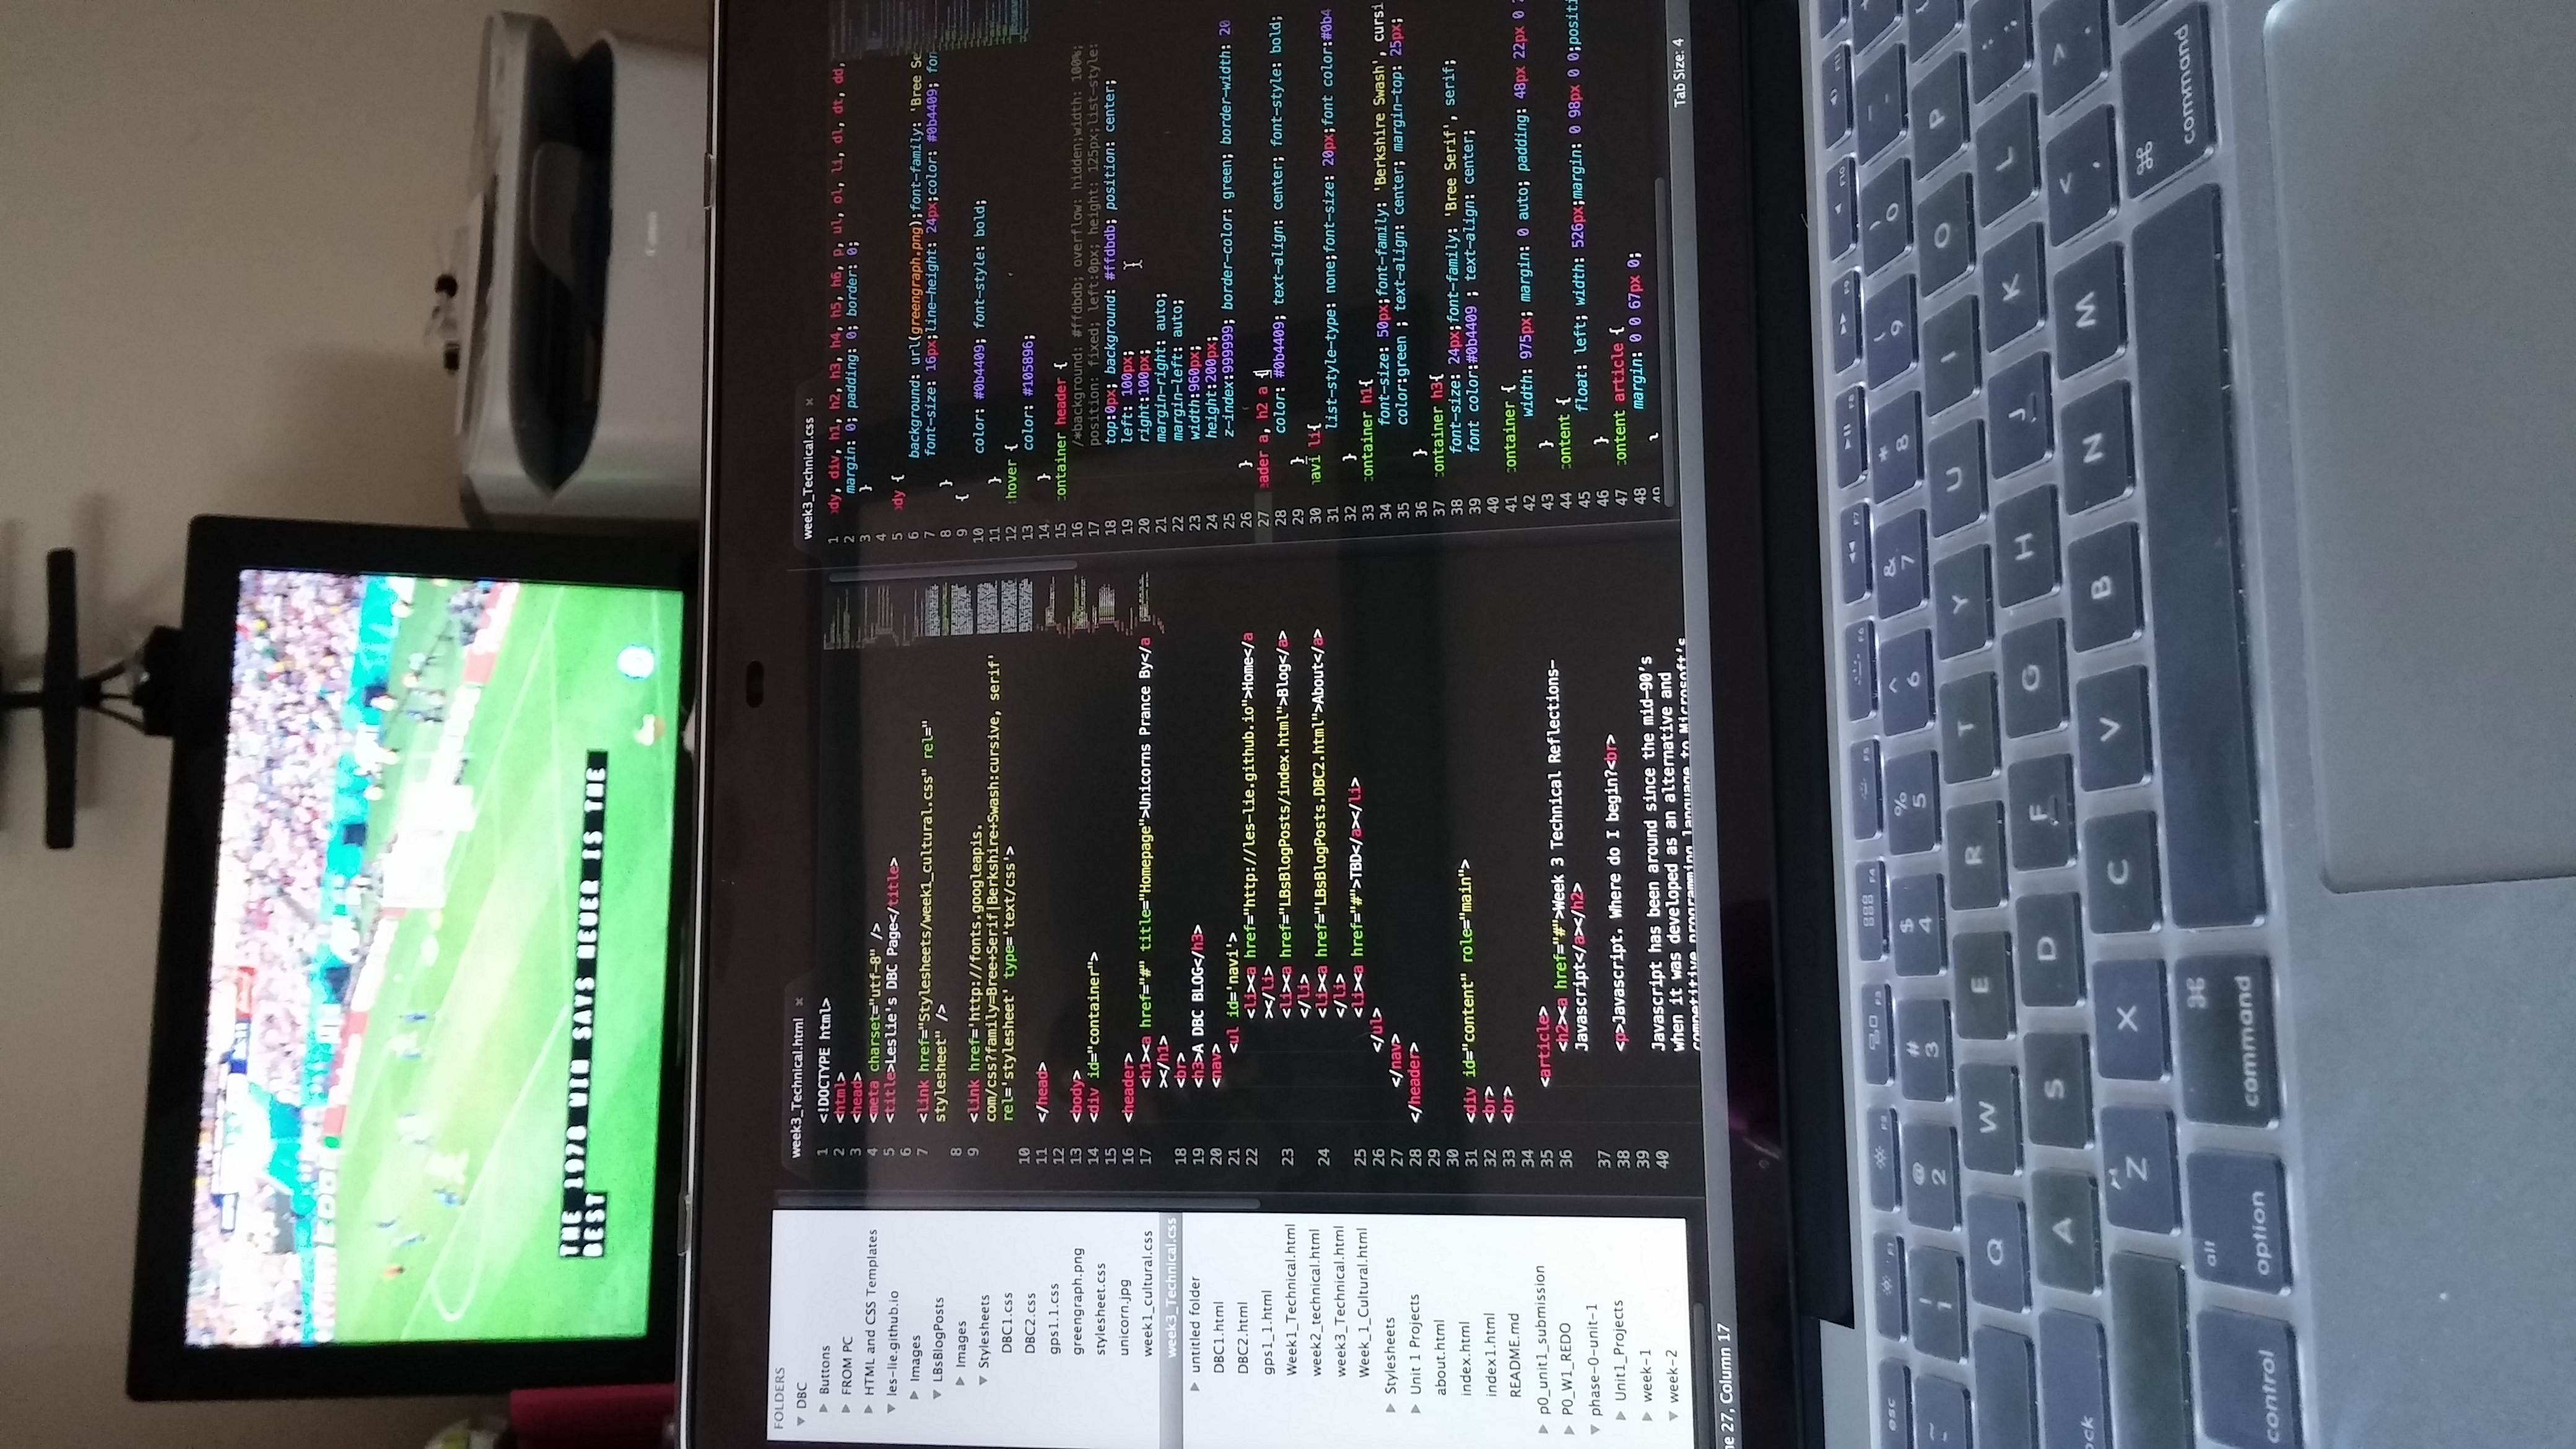 THE 1978 WIN SAYS NEVER IS THE
BEST
Canon
FOLDERS
DBC
Buttons
FROM PC
HTML and CSS Templates
les-lie.github.io
Images
LBsBlogPosts
Images
Stylesheets
DBC1.css
DBC2.css
gps1.1.css
greengraph.png
stylesheet.css
unicorn.jpg
week1_cultural.css
week3_Technical.css
untitled folder
DBC1.html
DBC2.html
gps1_1.html
Week1_Technical.html
week2_technical.html
week3_Technical.html
Week_1_Cultural.html
Stylesheets
Unit 1 Projects
about.html
index.html
index1.html
README.md
p0_unit1_submission
P0_W1_REDO
phase-0-unit-1
Unit1_Projects
week-1
week-2
week3_Technical.html ×
1 <!DOCTYPE html>
2 <html>
3 <head>
4 <meta charset="utf-8" />
5 <title>Leslie's DBC Page</title>
6
7 <link href="Stylesheets/week1_cultural.css" rel="
stylesheet" />
8
9 <link href='http://fonts.googleapis.
com/css?family=Bree+Serif|Berkshire+Swash:cursive, serif'
rel='stylesheet' type='text/css'>
10
11 </head>
12
13 <body>
14 <div id="container">
15
16 <header>
17 <h1><a href="#" title="Homepage">Unicorns Prance By</a
></h1>
18 <br>
19 <h3>A DBC BLOG</h3>
20 <nav>
21 <ul id='navi'>
22 <li><a href="http://les-lie.github.io">Home</a
></li>
23 <li><a href="LBsBlogPosts/index.html">Blog</a>
</li>
24 <li><a href="LBsBlogPosts.DBC2.html">About</a>
</li>
25 <li><a href="#">TBD</a></li>
26 </ul>
27 </nav>
28 </header>
29
30
31 <div id="content" role="main">
32 <br>
33 <br>
34
35 <article>
36 <h2><a href="#">Week 3 Technical Reflections-
Javascript</a></h2>
37
38 <p>Javascript. Where do I begin?<br>
39
40 Javascript has been around since the mid-90's
when it was developed as an alternative and
competitive programming language to Microsoft's
week3_Technical.css ×
1 dy, div, h1, h2, h3, h4, h5, h6, p, ul, ol, li, dl, dt, dd,
2 margin: 0; padding: 0; border: 0;
3 }
4
5 dy {
6 background: url(greengraph.png);font-family: 'Bree Se
7 font-size: 16px;line-height: 24px;color: #0b4409; fon
8 }
9 {
10 color: #0b4409; font-style: bold;
11 }
12 :hover {
13 color: #105896;
14 }
15 container header {
16 /*background: #ffdbdb; overflow: hidden;width: 100%;
17 position: fixed; left:0px; height: 125px;list-style:
18 top:0px; background: #ffdbdb; position: center;
19 left: 100px;
20 right:100px;
21 margin-right: auto;
22 margin-left: auto;
23 width:960px;
24 height:200px;
25 z-index:999999; border-color: green; border-width: 20
26 }
27 eader a, h2 a {
28 color: #0b4409; text-align: center; font-style: bold;
29 }
30 navi li{
31 list-style-type: none;font-size: 20px;font color:#0b4
32 }
33 container h1{
34 font-size: 50px;font-family: 'Berkshire Swash', cursi
35 color:green ; text-align: center; margin-top: 25px;
36 }
37 container h3{
38 font-size: 24px;font-family: 'Bree Serif', serif;
39 font color:#0b4409 ; text-align: center;
40
41 container {
42 width: 975px; margin: 0 auto; padding: 48px 22px 0
43 }
44 content {
45 float: left; width: 526px;margin: 0 98px 0 0;positi
46 }
47 content article {
48 margin: 0 0 67px 0;
49 }
ne 27, Column 17
Tab Size: 4
esc F1 F2 F3 F4 F5 F6 F7 F8 F9 F10 F11
~ ! 1 @ 2 # 3 $ 4 % 5 ^ 6 & 7 * 8 ( 9 ) 0
Q W E R T Y U I O P
ock A S D F G H J K L : ;
Z X C V B N M < , > .
control alt option ⌘ command ⌘ command